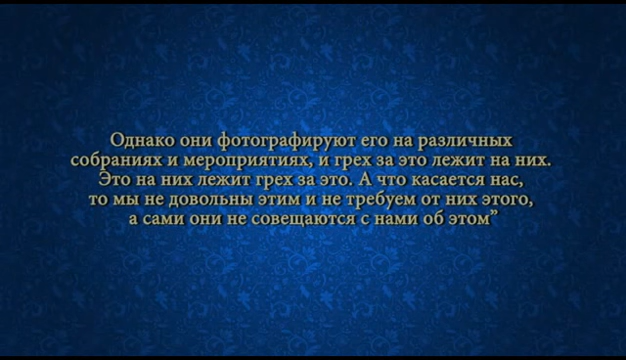 Однако они фотографируют его на различных
собраниях и мероприятиях, и грех за это лежит на них.
Это на них лежит грех за это. А что касается нас,
то мы не довольны этим и не требуем от них этого,
а сами они не совещаются с нами об этом”